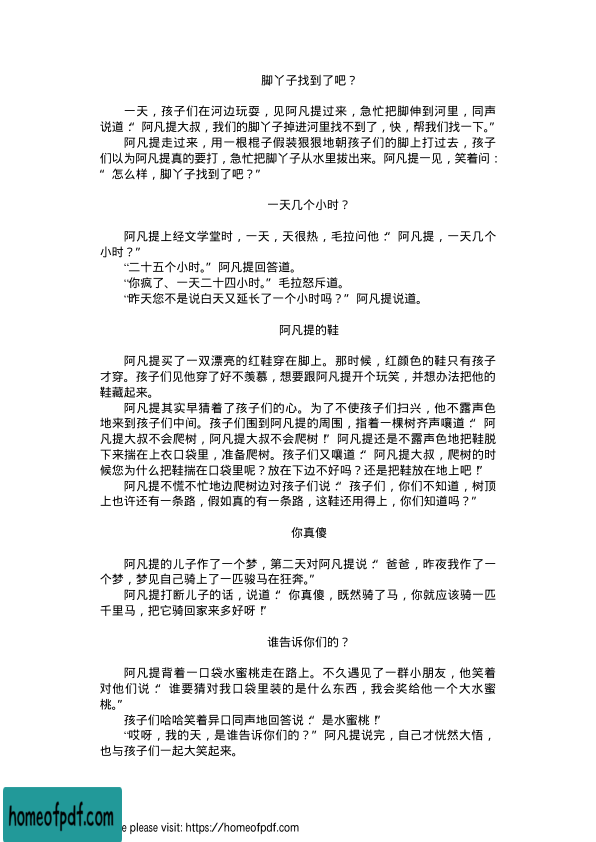 脚丫子找到了吧？
一天，孩子们在河边玩耍，见阿凡提过来，急忙把脚伸到河里，同声
说道：“阿凡提大叔，我们的脚丫子掉进河里找不到了，快，帮我们找一下。”
阿凡提走过来，用一根棍子假装狠狠地朝孩子们的脚上打过去，孩子
们以为阿凡提真的要打，急忙把脚丫子从水里拔出来。阿凡提一见，笑着问：
“怎么样，脚丫子找到了吧？”
一天几个小时？
阿凡提上经文学堂时，一天，天很热，毛拉问他：“阿凡提，一天几个
小时？”
“二十五个小时。”阿凡提回答道。
“你疯了、一天二十四小时。”毛拉怒斥道。
“昨天您不是说白天又延长了一个小时吗？”阿凡提说道。
阿凡提的鞋
阿凡提买了一双漂亮的红鞋穿在脚上。那时候，红颜色的鞋只有孩子
才穿。孩子们见他穿了好不羡慕，想要跟阿凡提开个玩笑，并想办法把他的
鞋藏起来。
阿凡提其实早猜着了孩子们的心。为了不使孩子们扫兴，他不露声色
地来到孩子们中间。孩子们围到阿凡提的周围，指着一棵树齐声嚷道：“阿
凡提大叔不会爬树，阿凡提大叔不会爬树！”阿凡提还是不露声色地把鞋脱
下来揣在上衣口袋里，准备爬树。孩子们又嚷道：“阿凡提大叔，爬树的时
候您为什么把鞋揣在口袋里呢？放在下边不好吗？还是把鞋放在地上吧！”
阿凡提不慌不忙地边爬树边对孩子们说：“孩子们，你们不知道，树顶
上也许还有一条路，假如真的有一条路，这鞋还用得上，你们知道吗？”
你真傻
阿凡提的儿子作了一个梦，第二天对阿凡提说：“爸爸，昨夜我作了一
个梦，梦见自己骑上了一匹骏马在狂奔。”
阿凡提打断儿子的话，说道：“你真傻，既然骑了马，你就应该骑一匹
千里马，把它骑回家来多好呀！”
谁告诉你们的？
阿凡提背着一口袋水蜜桃走在路上。不久遇见了一群小朋友，他笑着
对他们说：“谁要猜对我口袋里装的是什么东西，我会奖给他一个大水蜜
桃。”
孩子们哈哈笑着异口同声地回答说：“是水蜜桃！”
“哎呀，我的天，是谁告诉你们的？”阿凡提说完，自己才恍然大悟，
也与孩子们一起大笑起来。
homeofpdf.com
please visit: https://homeofpdf.com